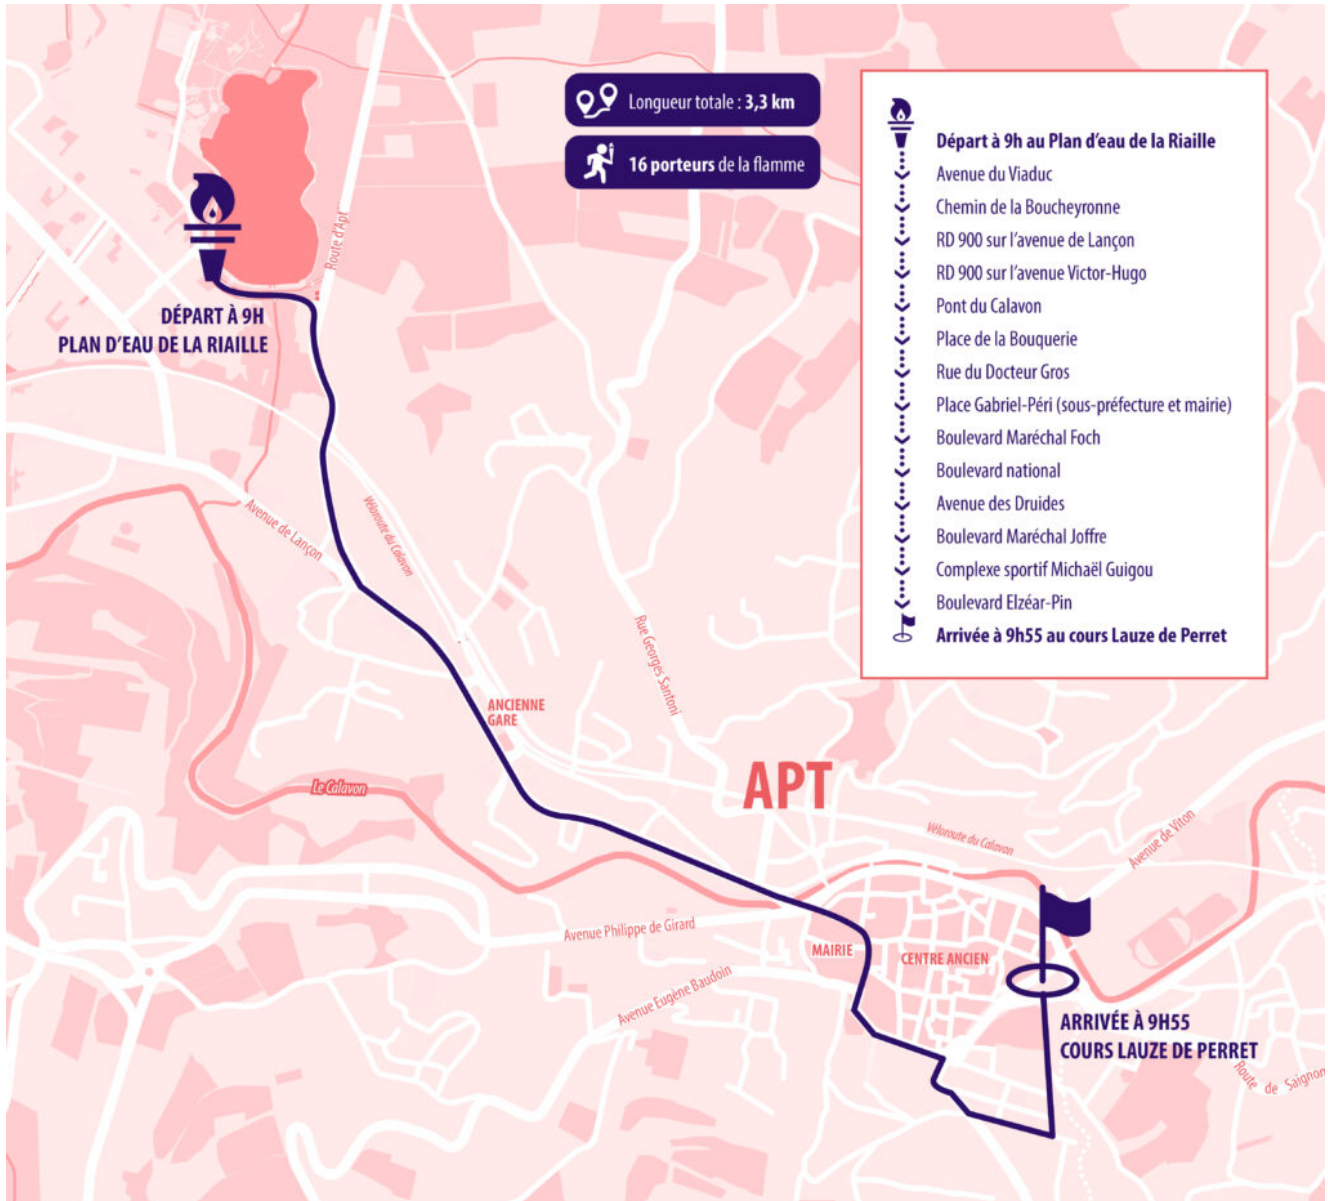 Longueur totale : 3,3 km
16 porteurs de la flamme
Départ à 9h au Plan d'eau de la Riaille
Avenue du Viaduc
Chemin de la Boucheyronne
RD 900 sur l'avenue de Lançon
RD 900 sur l'avenue Victor-Hugo
Pont du Calavon
Place de la Bouquerie
Rue du Docteur Gros
Place Gabriel-Péri (sous-préfecture et mairie)
Boulevard Maréchal Foch
Boulevard national
Avenue des Druides
Boulevard Maréchal Joffre
Complexe sportif Michaël Guigou
Boulevard Elzéar-Pin
Arrivée à 9h55 au cours Lauze de Perret
Route d'Apt
DÉPART À 9H
PLAN D'EAU DE LA RIAILLE
Avenue de Lançon
Véloroute du Calavon
Rue Georges Santoni
ANCIENNE
GARE
APT
Le Calavon
Véloroute du Calavon
Avenue de Viton
Avenue Philippe de Girard
MAIRIE
CENTRE ANCIEN
Avenue Eugène Baudoin
ARRIVÉE À 9H55
COURS LAUZE DE PERRET
Route de Saignon